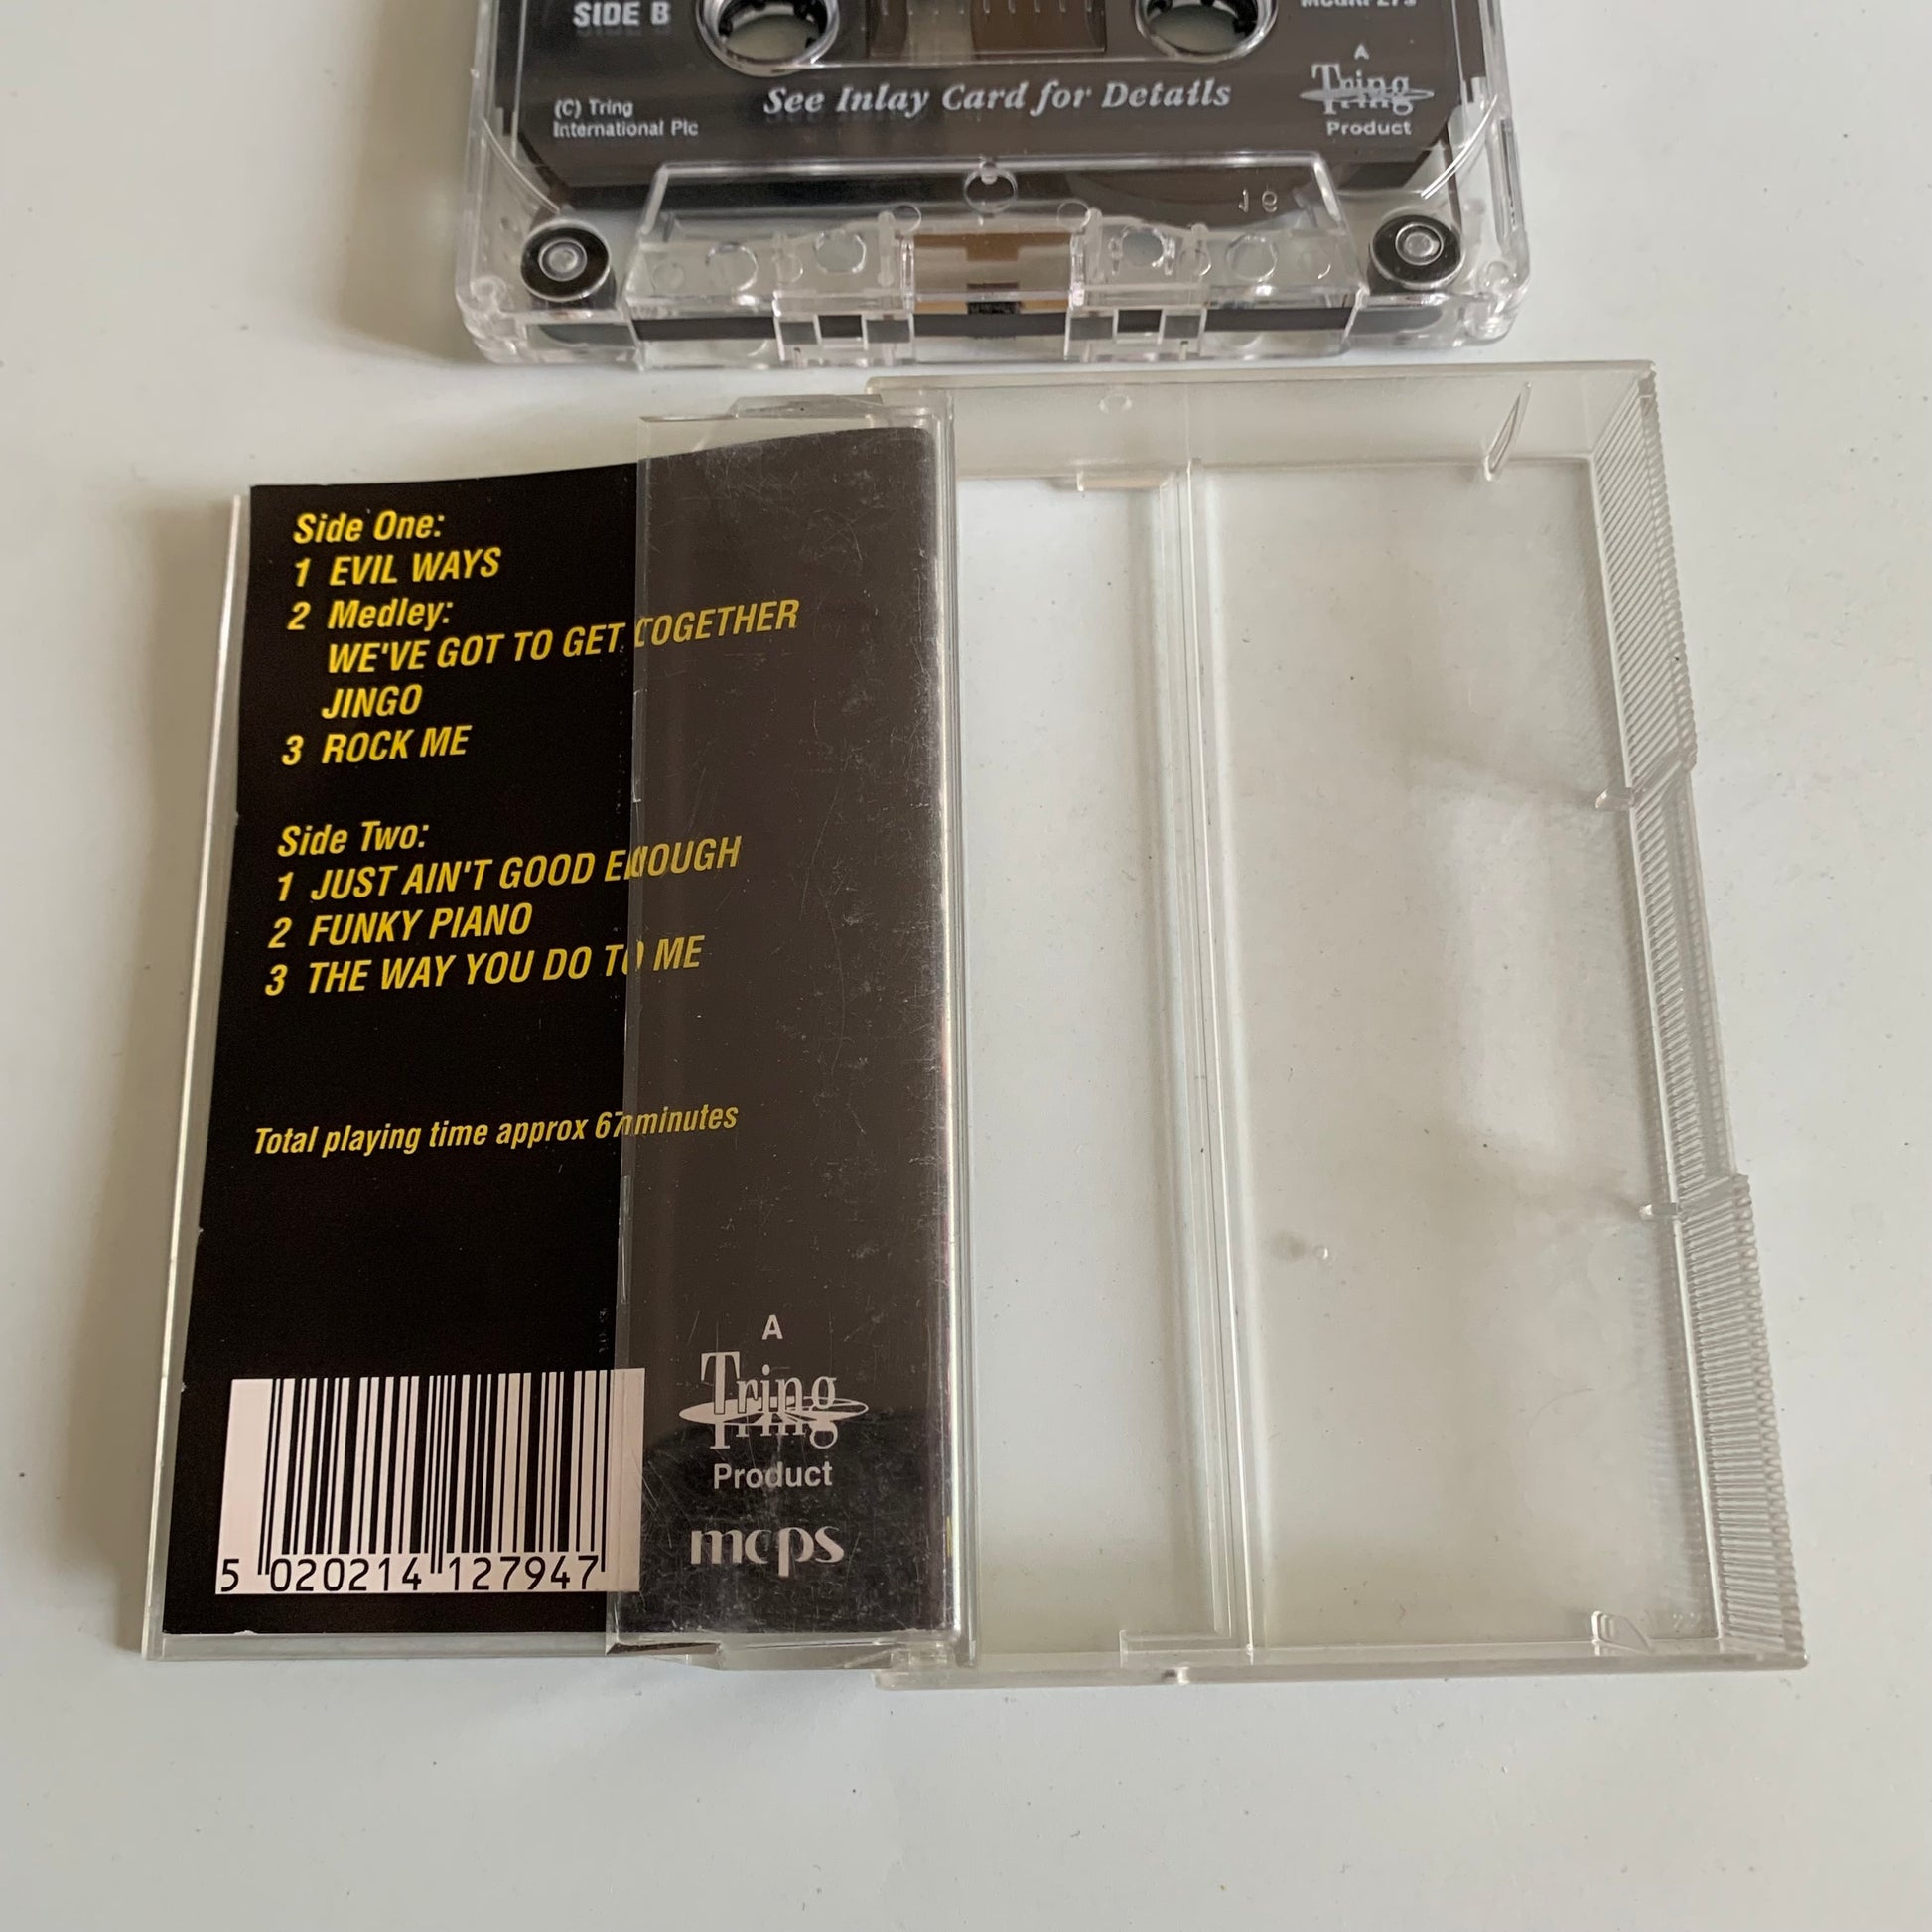 SIDE B
(C) Tring
International Plc
See Inlay Card for Details
A
Tring
Product
Side One:
1 EVIL WAYS
2 Medley:
WE'VE GOT TO GET TOGETHER
JINGO
3 ROCK ME
Side Two:
1 JUST AIN'T GOOD ENOUGH
2 FUNKY PIANO
3 THE WAY YOU DO TO ME
Total playing time approx 67 minutes
A
Tring
Product
mcps
5 020214 127947